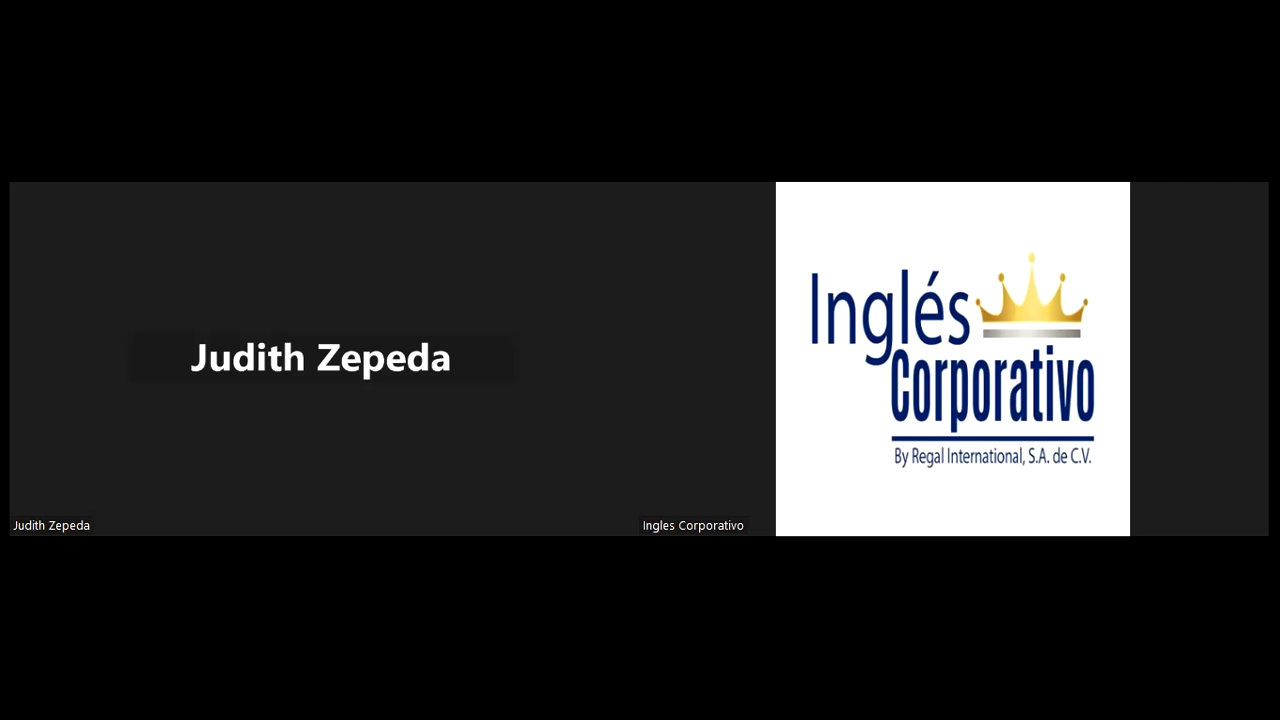 Judith Zepeda
Inglés
Corporativo
By Regal International, S.A. de C.V.
Judith Zepeda
Ingles Corporativo